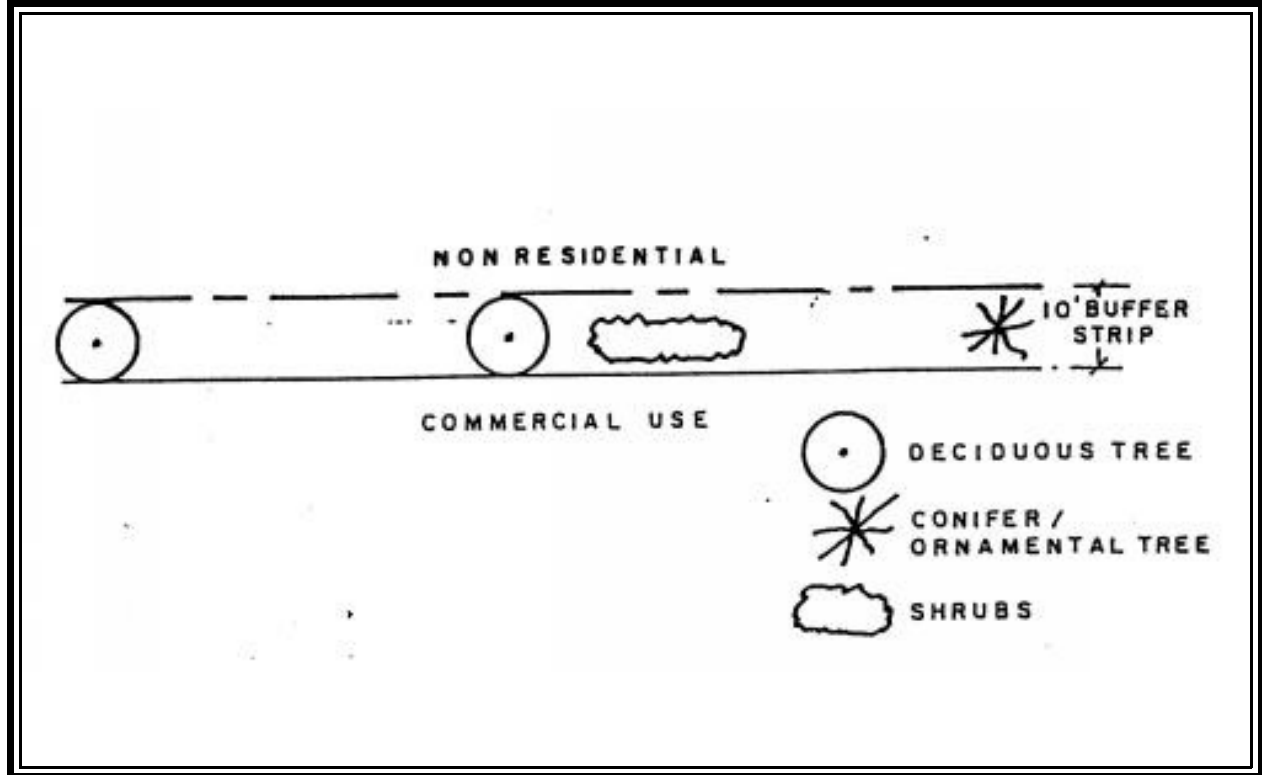 NON RESIDENTIAL
10' BUFFER
STRIP
COMMERCIAL USE
DECIDUOUS TREE
CONIFER /
ORNAMENTAL TREE
SHRUBS